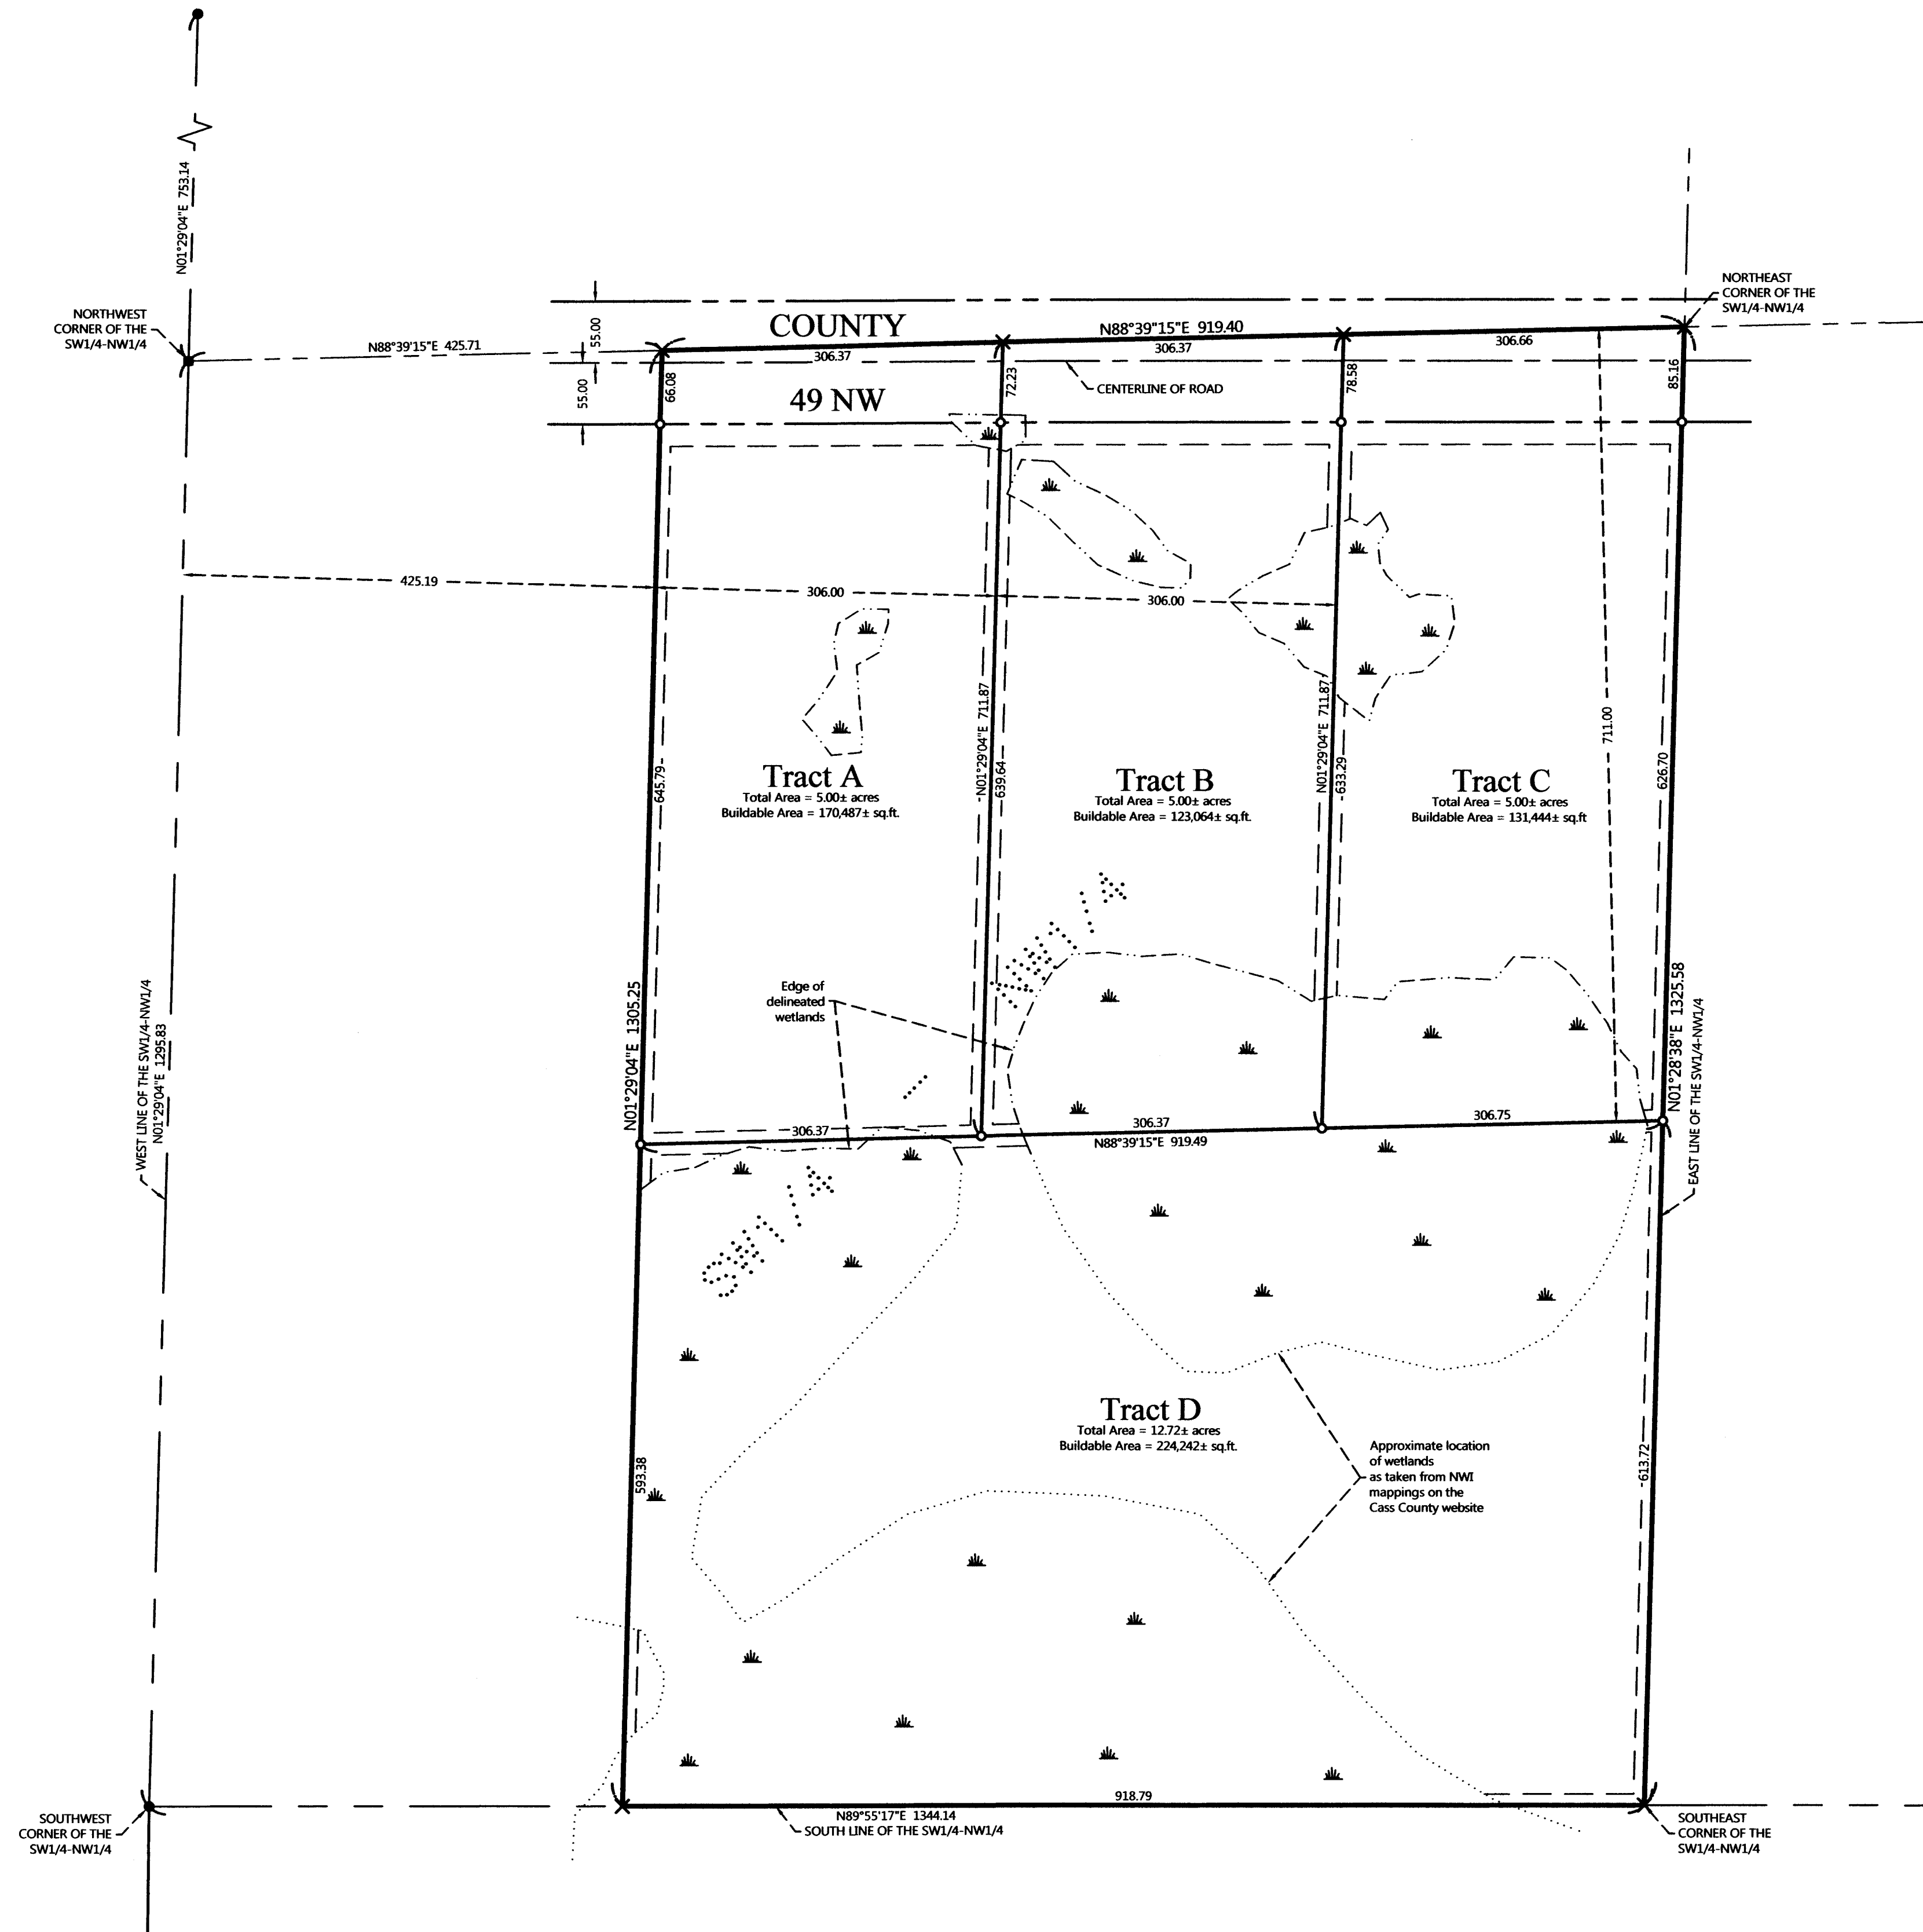 N01°29'04"E 753.14
NORTHWEST
CORNER OF THE
SW1/4-NW1/4
N88°39'15"E 425.71
55.00
55.00
COUNTY
49 NW
N88°39'15"E 919.40
306.37
306.37
306.66
CENTERLINE OF ROAD
NORTHEAST
CORNER OF THE
SW1/4-NW1/4
66.08
72.23
78.58
85.16
425.19
306.00
306.00
711.00
645.79
N01°29'04"E 711.87
639.64
N01°29'04"E 711.87
633.29
626.70
Tract A
Total Area = 5.00± acres
Buildable Area = 170,487± sq.ft.
Tract B
Total Area = 5.00± acres
Buildable Area = 123,064± sq.ft.
Tract C
Total Area = 5.00± acres
Buildable Area = 131,444± sq.ft
NW1/4
Edge of
delineated
wetlands
N01°29'04"E 1305.25
N01°28'38"E 1325.58
EAST LINE OF THE SW1/4-NW1/4
WEST LINE OF THE SW1/4-NW1/4
N01°29'04"E 1295.83
306.37
306.37
306.75
N88°39'15"E 919.49
SW1/4
Tract D
Total Area = 12.72± acres
Buildable Area = 224,242± sq.ft.
Approximate location
of wetlands
as taken from NWI
mappings on the
Cass County website
593.38
613.72
918.79
N89°55'17"E 1344.14
SOUTH LINE OF THE SW1/4-NW1/4
SOUTHWEST
CORNER OF THE
SW1/4-NW1/4
SOUTHEAST
CORNER OF THE
SW1/4-NW1/4